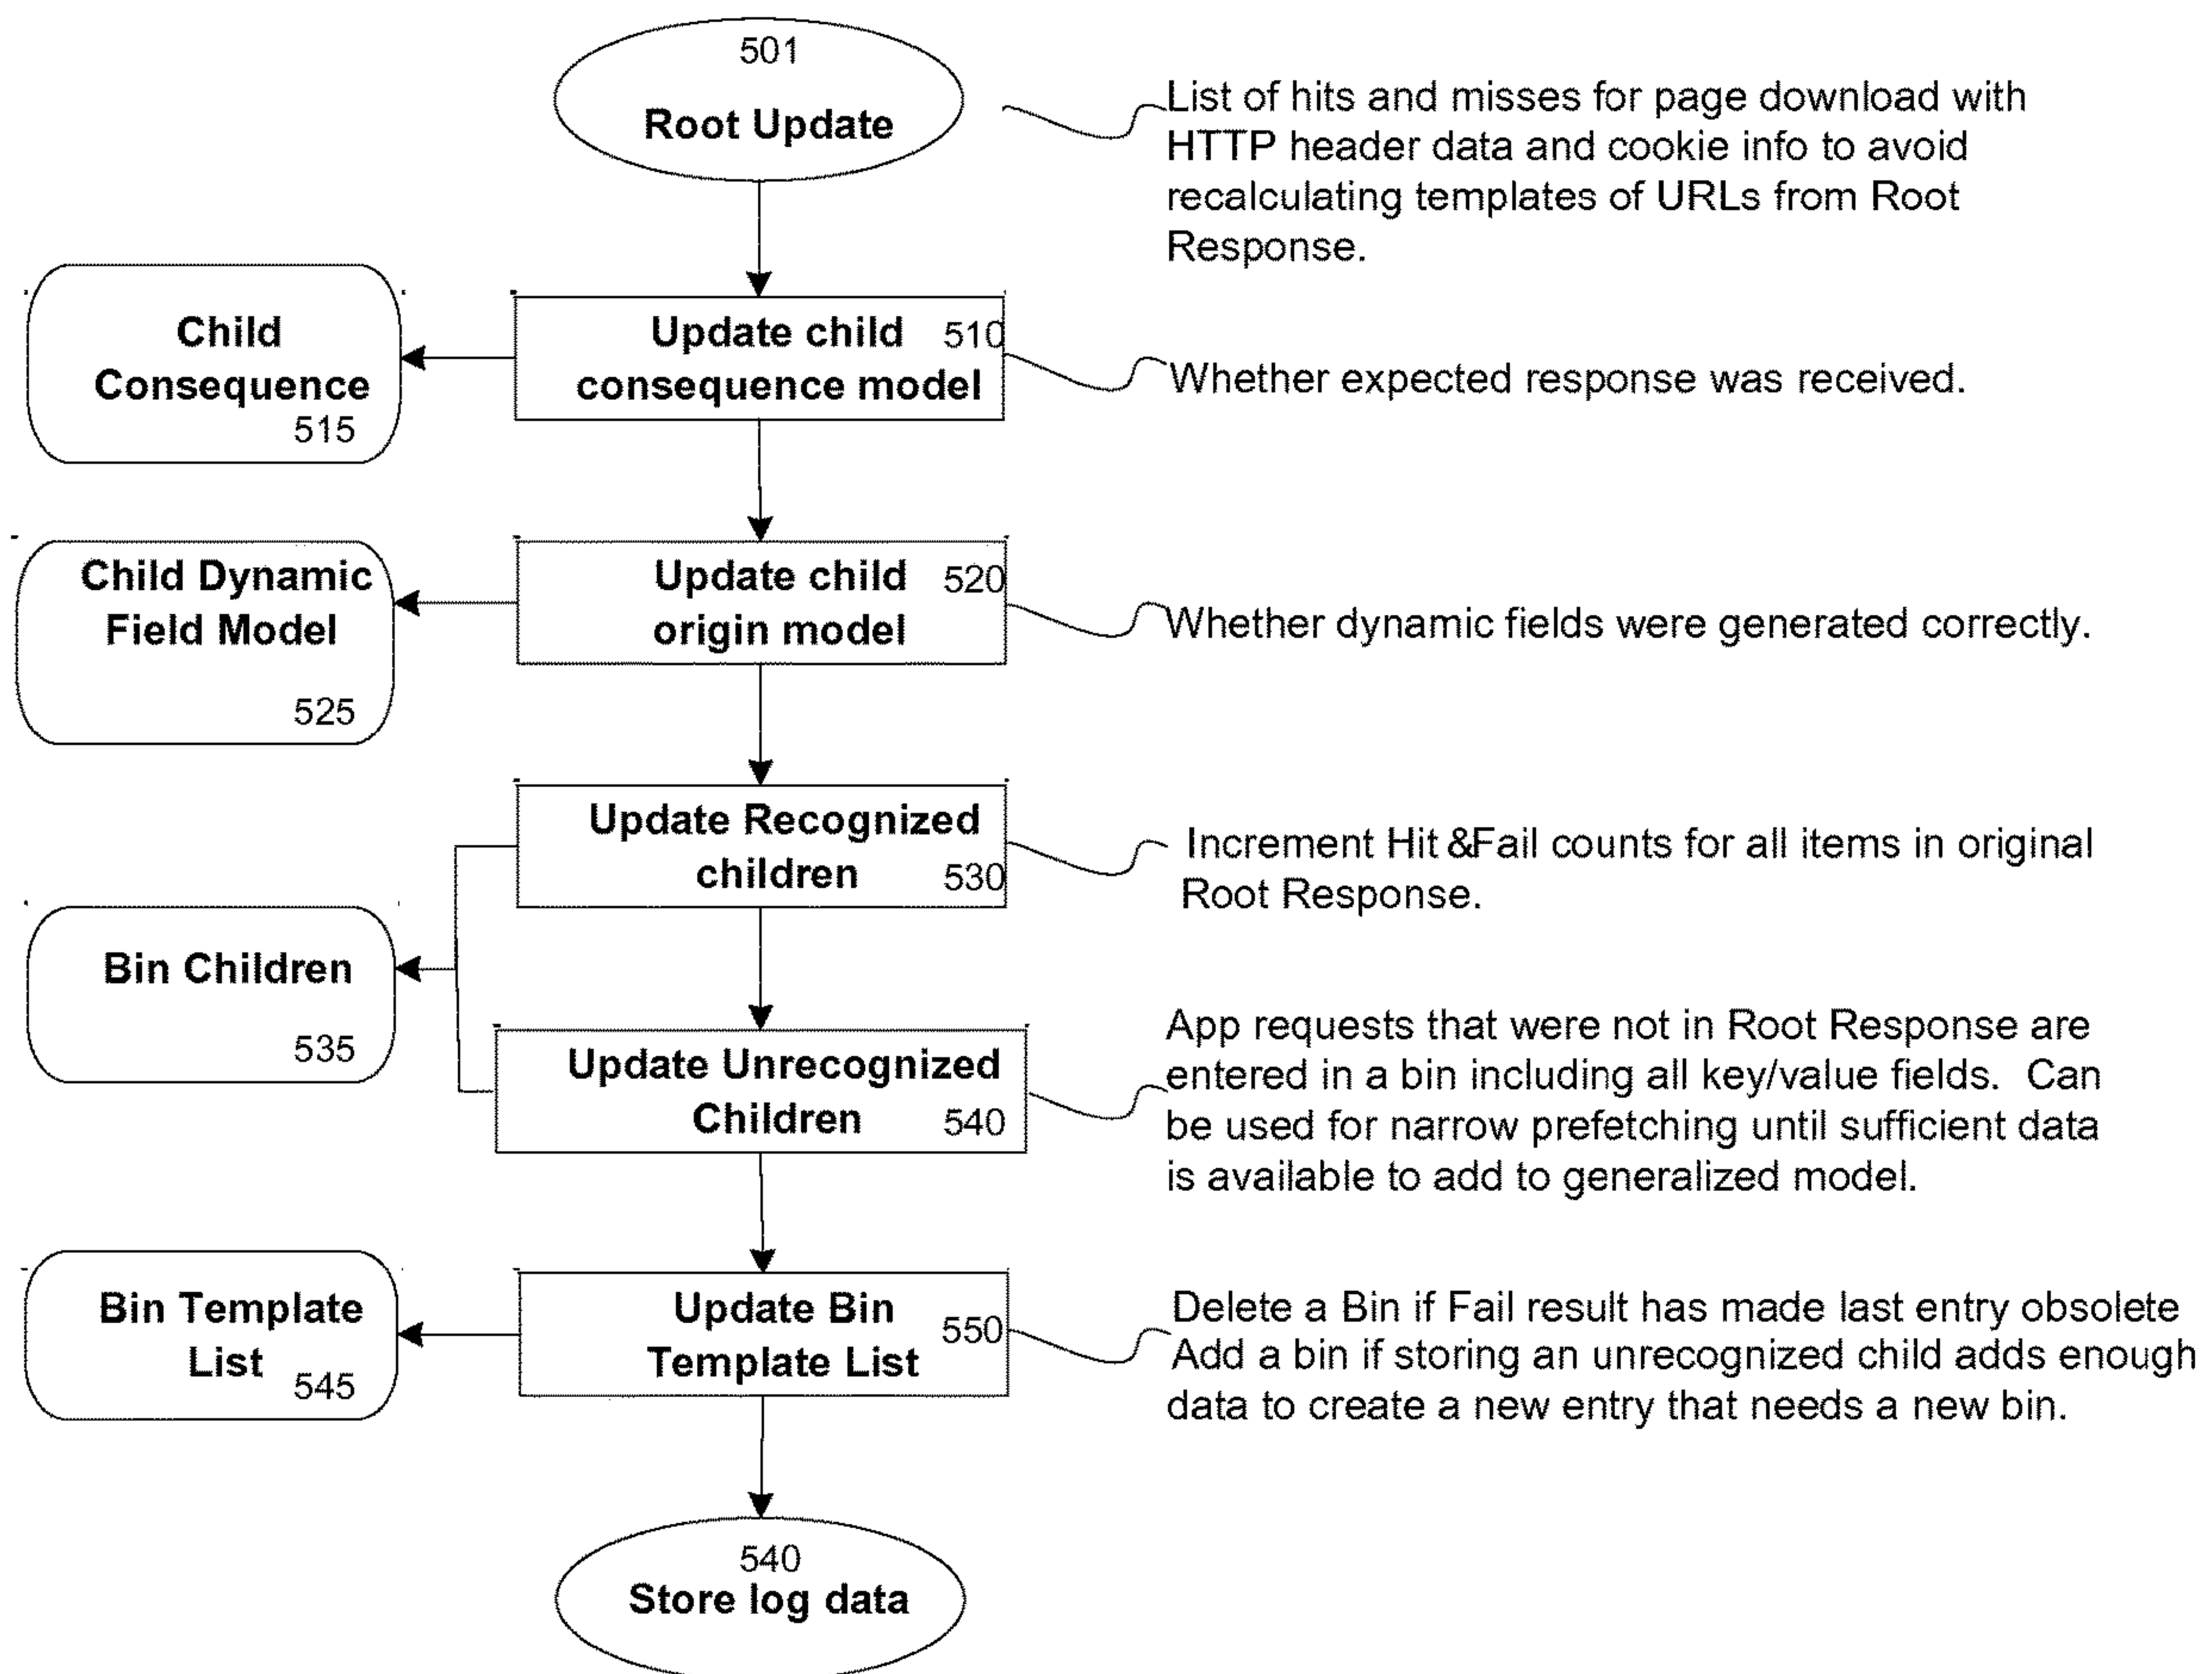 501
Root Update
List of hits and misses for page download with
HTTP header data and cookie info to avoid
recalculating templates of URLs from Root
Response.
Child
Consequence
515
Update child 510
consequence model
Whether expected response was received.
Child Dynamic
Field Model
525
Update child 520
origin model
Whether dynamic fields were generated correctly.
Update Recognized
children 530
Increment Hit &Fail counts for all items in original
Root Response.
Bin Children
535
Update Unrecognized
Children 540
App requests that were not in Root Response are
entered in a bin including all key/value fields. Can
be used for narrow prefetching until sufficient data
is available to add to generalized model.
Bin Template
List 545
Update Bin 550
Template List
Delete a Bin if Fail result has made last entry obsolete
Add a bin if storing an unrecognized child adds enough
data to create a new entry that needs a new bin.
540
Store log data